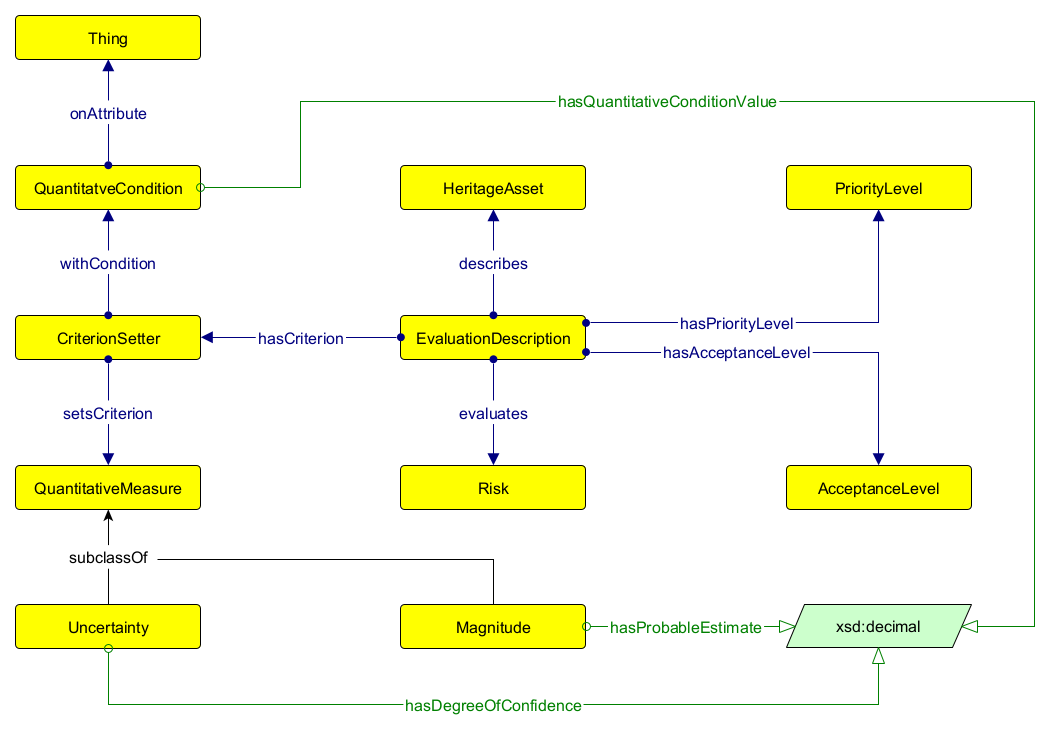 Thing
onAttribute
hasQuantitativeConditionValue
QuantitatveCondition
HeritageAsset
PriorityLevel
withCondition
describes
CriterionSetter
hasCriterion
EvaluationDescription
hasPriorityLevel
hasAcceptanceLevel
setsCriterion
evaluates
QuantitativeMeasure
Risk
AcceptanceLevel
subclassOf
Uncertainty
Magnitude
hasProbableEstimate
xsd:decimal
hasDegreeOfConfidence